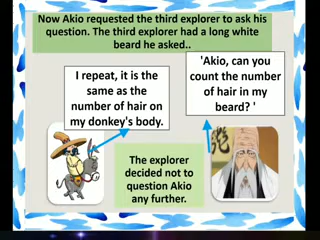 Now Akio requested the third explorer to ask his
question. The third explorer had a long white
beard he asked..
'Akio, can you
count the number
of hair in my
beard? '
I repeat, it is the
same as the
number of hair on
my donkey's body.
The explorer
decided not to
question Akio
any further.